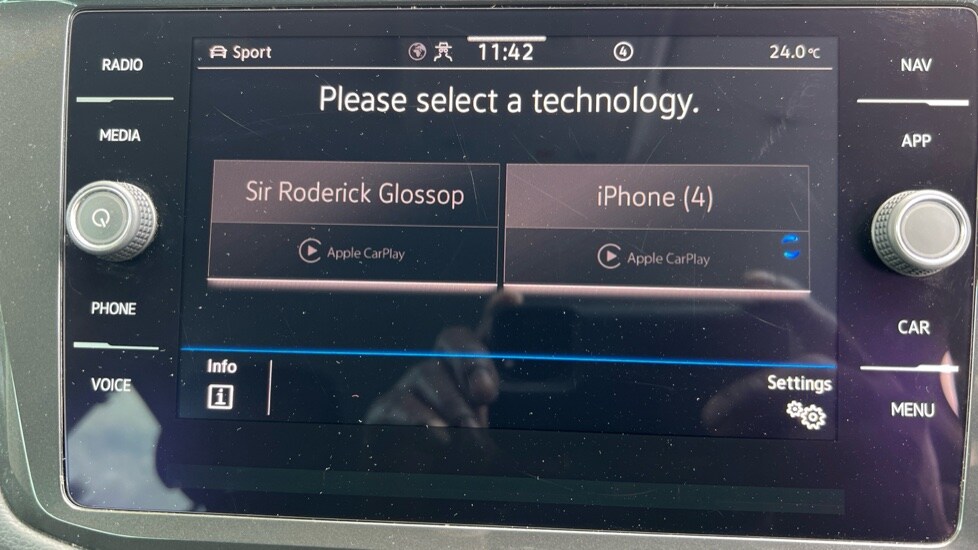 RADIO
MEDIA
PHONE
VOICE
Sport
11:42
4
24.0°C
Please select a technology.
Sir Roderick Glossop
Apple CarPlay
iPhone (4)
Apple CarPlay
Info
i
Settings
NAV
APP
CAR
MENU